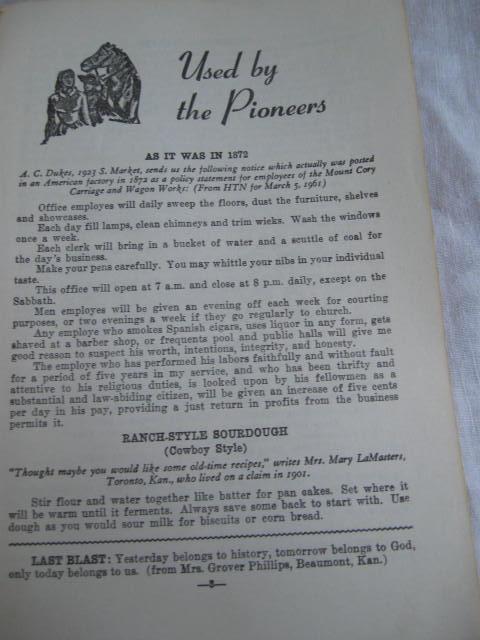 Used by
the Pioneers
AS IT WAS IN 1872
A. C. Dukes, 1923 S. Market, sends us the following notice which actually was posted
in an American factory in 1872 as a policy statement for employees of the Mount Cory
Carriage and Wagon Works: (From HTN for March 5, 1961)
Office employes will daily sweep the floors, dust the furniture, shelves
and showcases.
Each day fill lamps, clean chimneys and trim wicks. Wash the windows
once a week.
Each clerk will bring in a bucket of water and a scuttle of coal for
the day's business.
Make your pens carefully. You may whittle your nibs in your individual
taste.
This office will open at 7 a.m. and close at 8 p.m. daily, except on the
Sabbath.
Men employes will be given an evening off each week for courting
purposes, or two evenings a week if they go regularly to church.
Any employe who smokes Spanish cigars, uses liquor in any form, gets
shaved at a barber shop, or frequents pool and public halls will give me
good reason to suspect his worth, intentions, integrity, and honesty.
The employe who has performed his labors faithfully and without fault
for a period of five years in my service, and who has been thrifty and
attentive to his religious duties, is looked upon by his fellowmen as a
substantial and law-abiding citizen, will be given an increase of five cents
per day in his pay, providing a just return in profits from the business
permits it.
RANCH-STYLE SOURDOUGH
(Cowboy Style)
"Thought maybe you would like some old-time recipes," writes Mrs. Mary LaMasters,
Toronto, Kan., who lived on a claim in 1901.
Stir flour and water together like batter for pan cakes. Set where it
will be warm until it ferments. Always save some back to start with. Use
dough as you would sour milk for biscuits or corn bread.
LAST BLAST: Yesterday belongs to history, tomorrow belongs to God,
only today belongs to us. (from Mrs. Grover Phillips, Beaumont, Kan.)